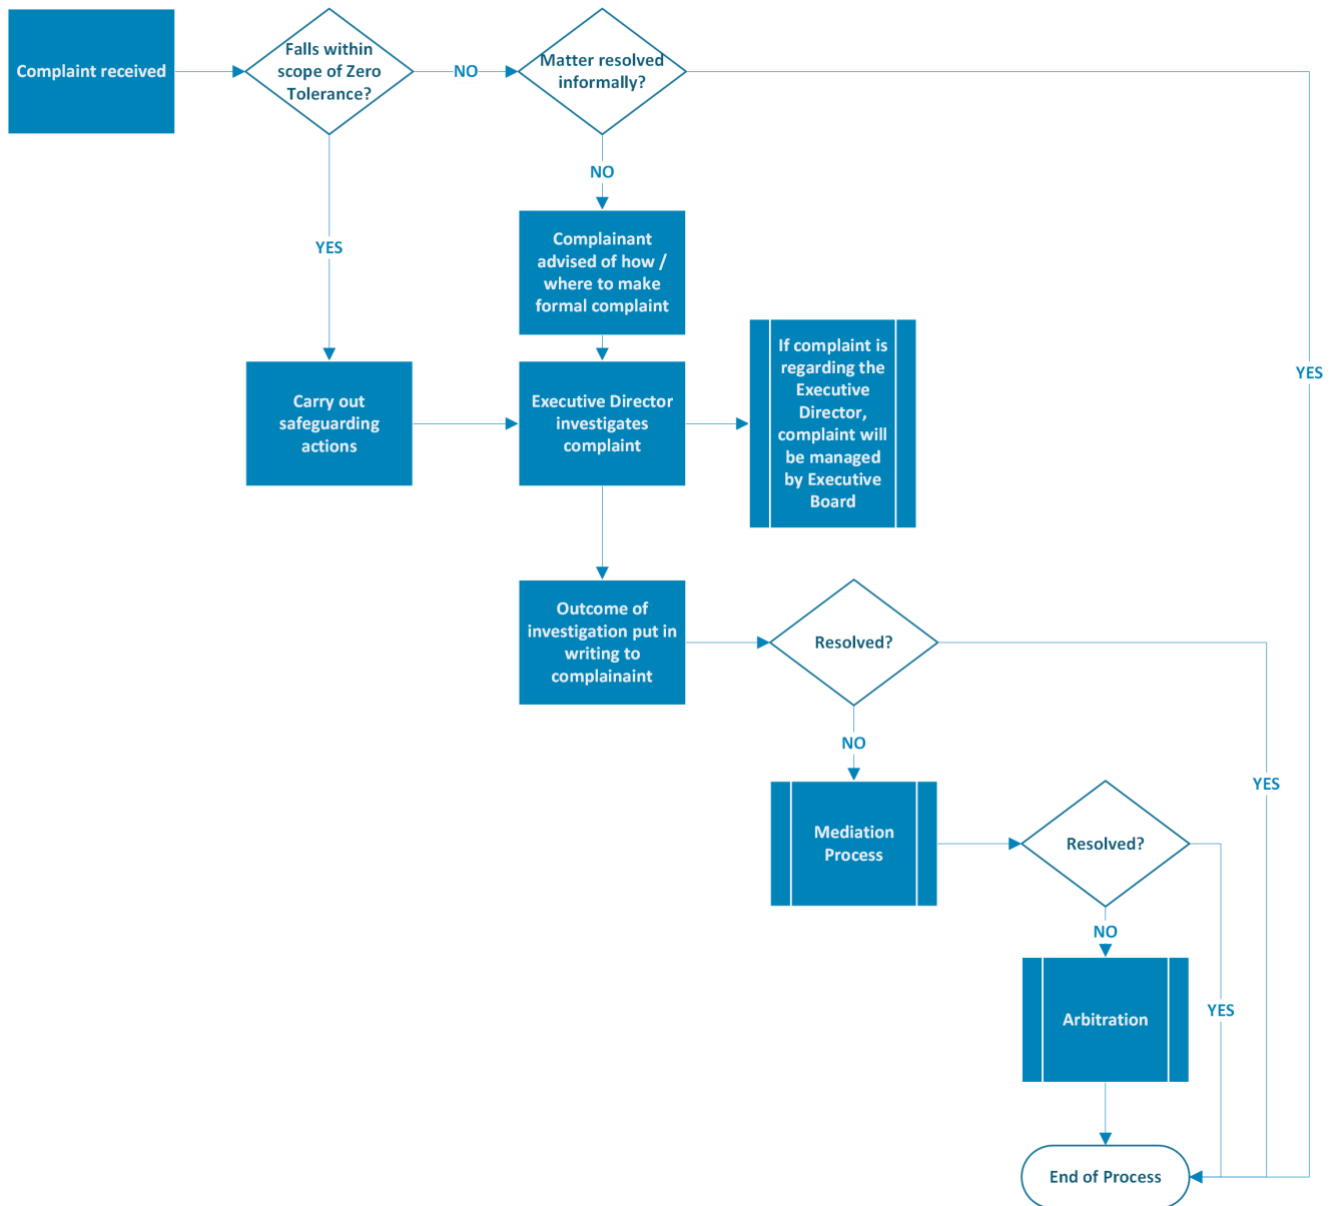 Complaint received
Falls within
scope of Zero
Tolerance?
NO
Matter resolved
informally?
NO
YES
Complainant
advised of how /
where to make
formal complaint
If complaint is
regarding the
Executive
Director,
complaint will
be managed
by Executive
Board
YES
Carry out
safeguarding
actions
Executive Director
investigates
complaint
Outcome of
investigation put in
writing to
complainaint
Resolved?
NO
YES
Mediation
Process
Resolved?
NO
YES
Arbitration
End of Process